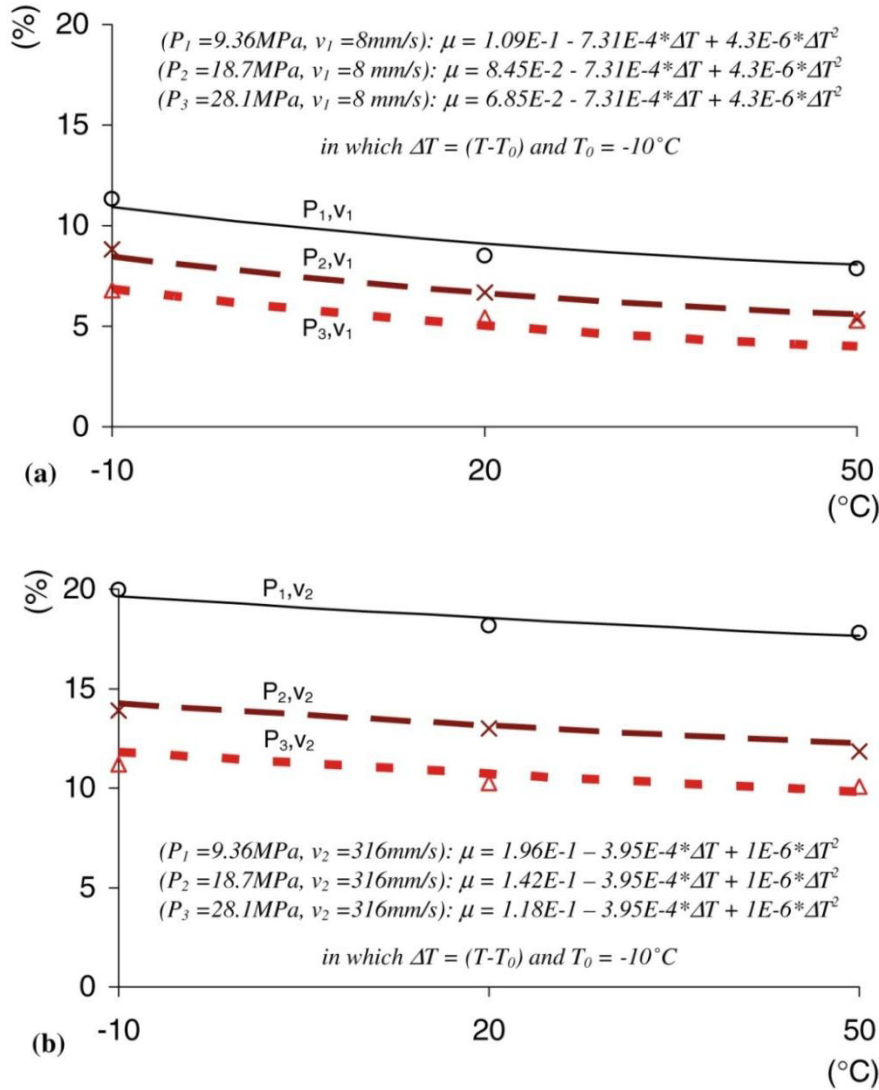 (%)
20
15
10
5
0
(P₁ =9.36MPa, v₁ =8mm/s): μ = 1.09E-1 - 7.31E-4*ΔT + 4.3E-6*ΔT²
(P₂ =18.7MPa, v₁ =8 mm/s): μ = 8.45E-2 - 7.31E-4*ΔT + 4.3E-6*ΔT²
(P₃ =28.1MPa, v₁ =8 mm/s): μ = 6.85E-2 - 7.31E-4*ΔT + 4.3E-6*ΔT²
in which ΔT = (T-T₀) and T₀ = -10°C
P₁,v₁
P₂,v₁
P₃,v₁
(a)
-10 20 50
(°C)
(%)
20
15
10
5
0
P₁,v₂
P₂,v₂
P₃,v₂
(P₁ =9.36MPa, v₂ =316mm/s): μ = 1.96E-1 – 3.95E-4*ΔT + 1E-6*ΔT²
(P₂ =18.7MPa, v₂ =316mm/s): μ = 1.42E-1 – 3.95E-4*ΔT + 1E-6*ΔT²
(P₃ =28.1MPa, v₂ =316mm/s): μ = 1.18E-1 – 3.95E-4*ΔT + 1E-6*ΔT²
in which ΔT = (T-T₀) and T₀ = -10°C
(b)
-10 20 50
(°C)